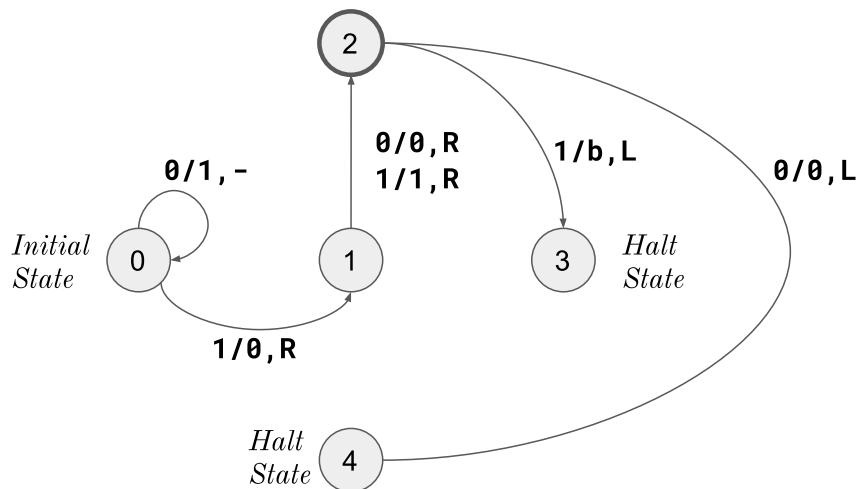 2
0/0,R
1/1,R
1/b,L
0/0,L
0/1,-
Initial
State
0
1
3
Halt
State
1/0,R
Halt
State
4